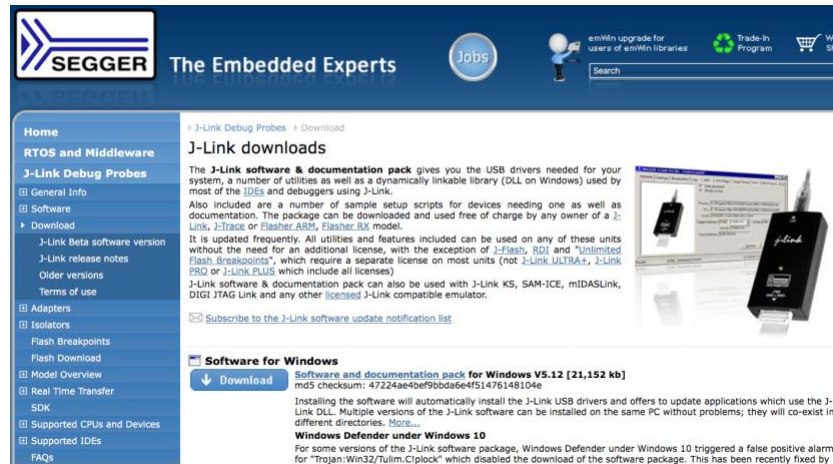 SEGGER
The Embedded Experts
Jobs
emWin upgrade for
users of emWin libraries
Trade-In
Program
Search
Home
RTOS and Middleware
J-Link Debug Probes
General Info
Software
Download
J-Link Beta software version
J-Link release notes
Older versions
Terms of use
Adapters
Isolators
Flash Breakpoints
Flash Download
Model Overview
Real Time Transfer
SDK
Supported CPUs and Devices
Supported IDEs
FAQs
J-Link Debug Probes Download
J-Link downloads
The J-Link software & documentation pack gives you the USB drivers needed for your
system, a number of utilities as well as a dynamically linkable library (DLL on Windows) used by
most of the IDEs and debuggers using J-Link.
Also included are a number of sample setup scripts for devices needing one as well as
documentation. The package can be downloaded and used free of charge by any owner of a J-
Link, J-Trace or Flasher ARM, Flasher RX model.
It is updated frequently. All utilities and features included can be used on any of these units
without the need for an additional license, with the exception of J-Flash, RDI and "Unlimited
Flash Breakpoints", which require a separate license on most units (not J-Link ULTRA+, J-Link
PRO or J-Link PLUS which include all licenses)
J-Link software & documentation pack can also be used with J-Link KS, SAM-ICE, mIDASLink,
DIGI JTAG Link and any other licensed J-Link compatible emulator.
Subscribe to the J-Link software update notification list
J-Link
Software for Windows
Download
Software and documentation pack for Windows V5.12 [21,152 kb]
md5 checksum: 47224ae4bef9bbda6e4f51476148104e
Installing the software will automatically install the J-Link USB drivers and offers to update applications which use the J-
Link DLL. Multiple versions of the J-Link software can be installed on the same PC without problems; they will co-exist in
different directories. More...
Windows Defender under Windows 10
For some versions of the J-Link software package, Windows Defender under Windows 10 triggered a false positive alarm
for "Trojan:Win32/Tulim.C!plock" which disabled the download of the software package. This has been recently fixed by